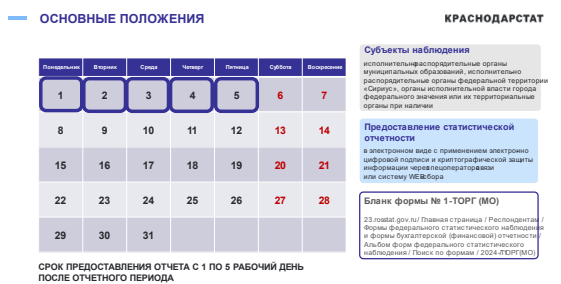 ОСНОВНЫЕ ПОЛОЖЕНИЯ
КРАСНОДАРСТАТ
Понедельник Вторник Среда Четверг Пятница Суббота Воскресение
1 2 3 4 5 6 7
8 9 10 11 12 13 14
15 16 17 18 19 20 21
22 23 24 25 26 27 28
29 30 31
СРОК ПРЕДОСТАВЛЕНИЯ ОТЧЕТА С 1 ПО 5 РАБОЧИЙ ДЕНЬ
ПОСЛЕ ОТЧЕТНОГО ПЕРИОДА
Субъекты наблюдения
исполнительно-распорядительные органы
муниципальных образований, исполнительно
распорядительные органы федеральной территории
«Сириус», органы исполнительной власти города
федерального значения или их территориальные
органы при наличии
Предоставление статистической
отчетности
в электронном виде с применением электронно
цифровой подписи и криптографической защиты
информации через спецоператора связи
или систему WEB-сбора
Бланк формы № 1-ТОРГ (МО)
23.rosstat.gov.ru/ Главная страница / Респондентам /
Формы федерального статистического наблюдения
и формы бухгалтерской (финансовой) отчетности /
Альбом форм федерального статистического
наблюдения / Поиск по формам / 2024 -ТОРГ(МО)